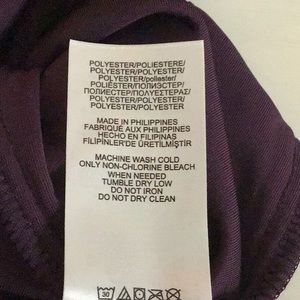 POLYESTER/POLIESTERE/
POLYESTER/POLYESTER/
POLYESTER/poliester/
POLIÉSTER/ПОЛИЭСТЕР/
ПОЛИЕСТЕР/ΠΟΛΥΕΣΤΕΡΑΣ/
POLYESTER/POLYESTER/
POLYESTER/POLYESTER
MADE IN PHILIPPINES
FABRIQUÉ AUX PHILIPPINES
HECHO EN FILIPINAS
FİLİPİNLER'DE ÜRETİLMİŞTİR
MACHINE WASH COLD
ONLY NON-CHLORINE BLEACH
WHEN NEEDED
TUMBLE DRY LOW
DO NOT IRON
DO NOT DRY CLEAN
30